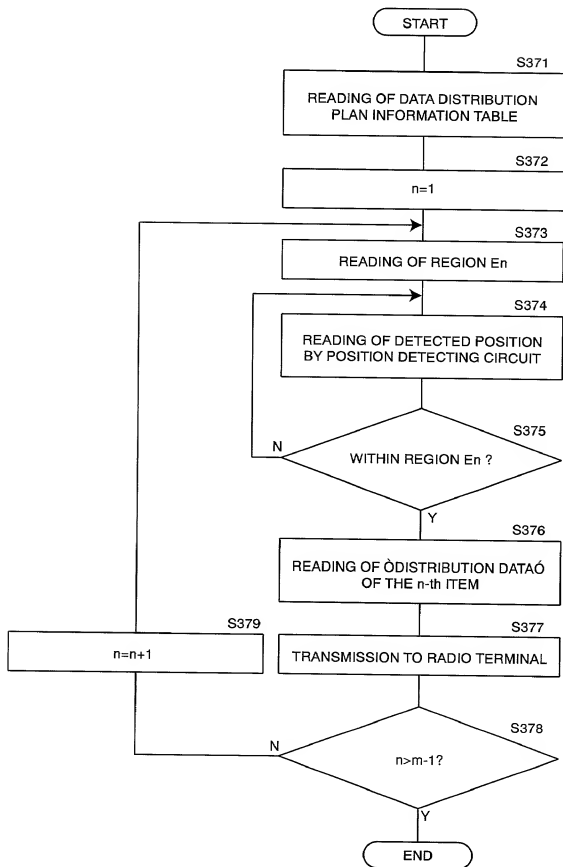 START
S371
READING OF DATA DISTRIBUTION
PLAN INFORMATION TABLE
S372
n=1
S373
READING OF REGION En
S374
READING OF DETECTED POSITION
BY POSITION DETECTING CIRCUIT
S375
N
WITHIN REGION En ?
Y
S376
READING OF ÒDISTRIBUTION DATAÓ
OF THE n-th ITEM
S379
n=n+1
S377
TRANSMISSION TO RADIO TERMINAL
S378
N
n>m-1?
Y
END